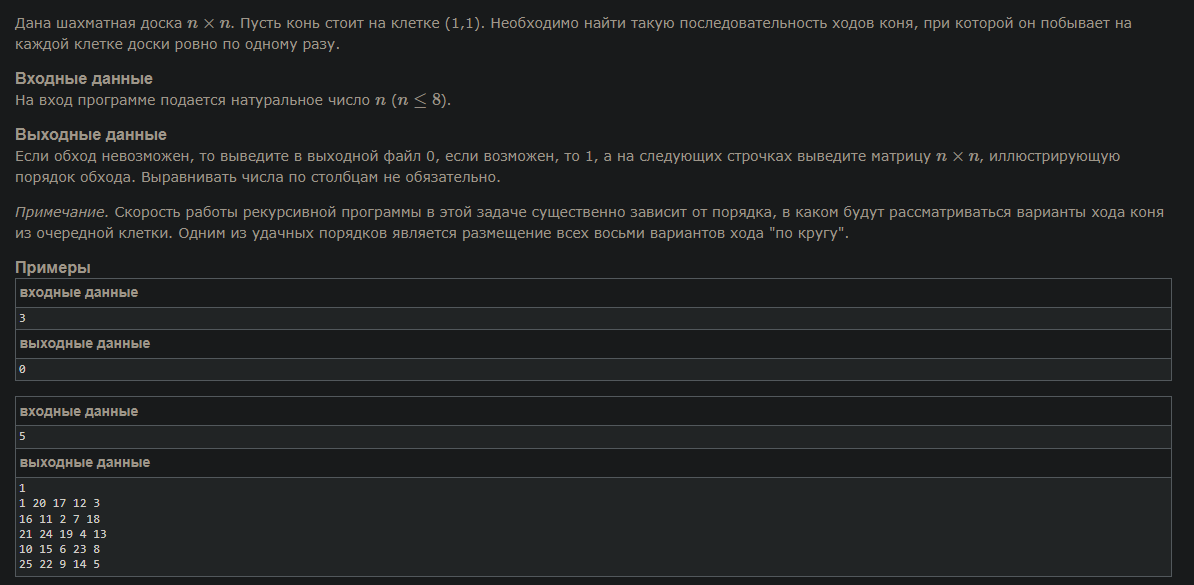 Дана шахматная доска n × n. Пусть конь стоит на клетке (1,1). Необходимо найти такую последовательность ходов коня, при которой он побывает на
каждой клетке доски ровно по одному разу.
Входные данные
На вход программе подается натуральное число n (n ≤ 8).
Выходные данные
Если обход невозможен, то выведите в выходной файл 0, если возможен, то 1, а на следующих строчках выведите матрицу n × n, иллюстрирующую
порядок обхода. Выравнивать числа по столбцам не обязательно.
Примечание. Скорость работы рекурсивной программы в этой задаче существенно зависит от порядка, в каком будут рассматриваться варианты хода коня
из очередной клетки. Одним из удачных порядков является размещение всех восьми вариантов хода "по кругу".
Примеры
входные данные
3
выходные данные
0
входные данные
5
выходные данные
1
1 20 17 12 3
16 11 2 7 18
21 24 19 4 13
10 15 6 23 8
25 22 9 14 5